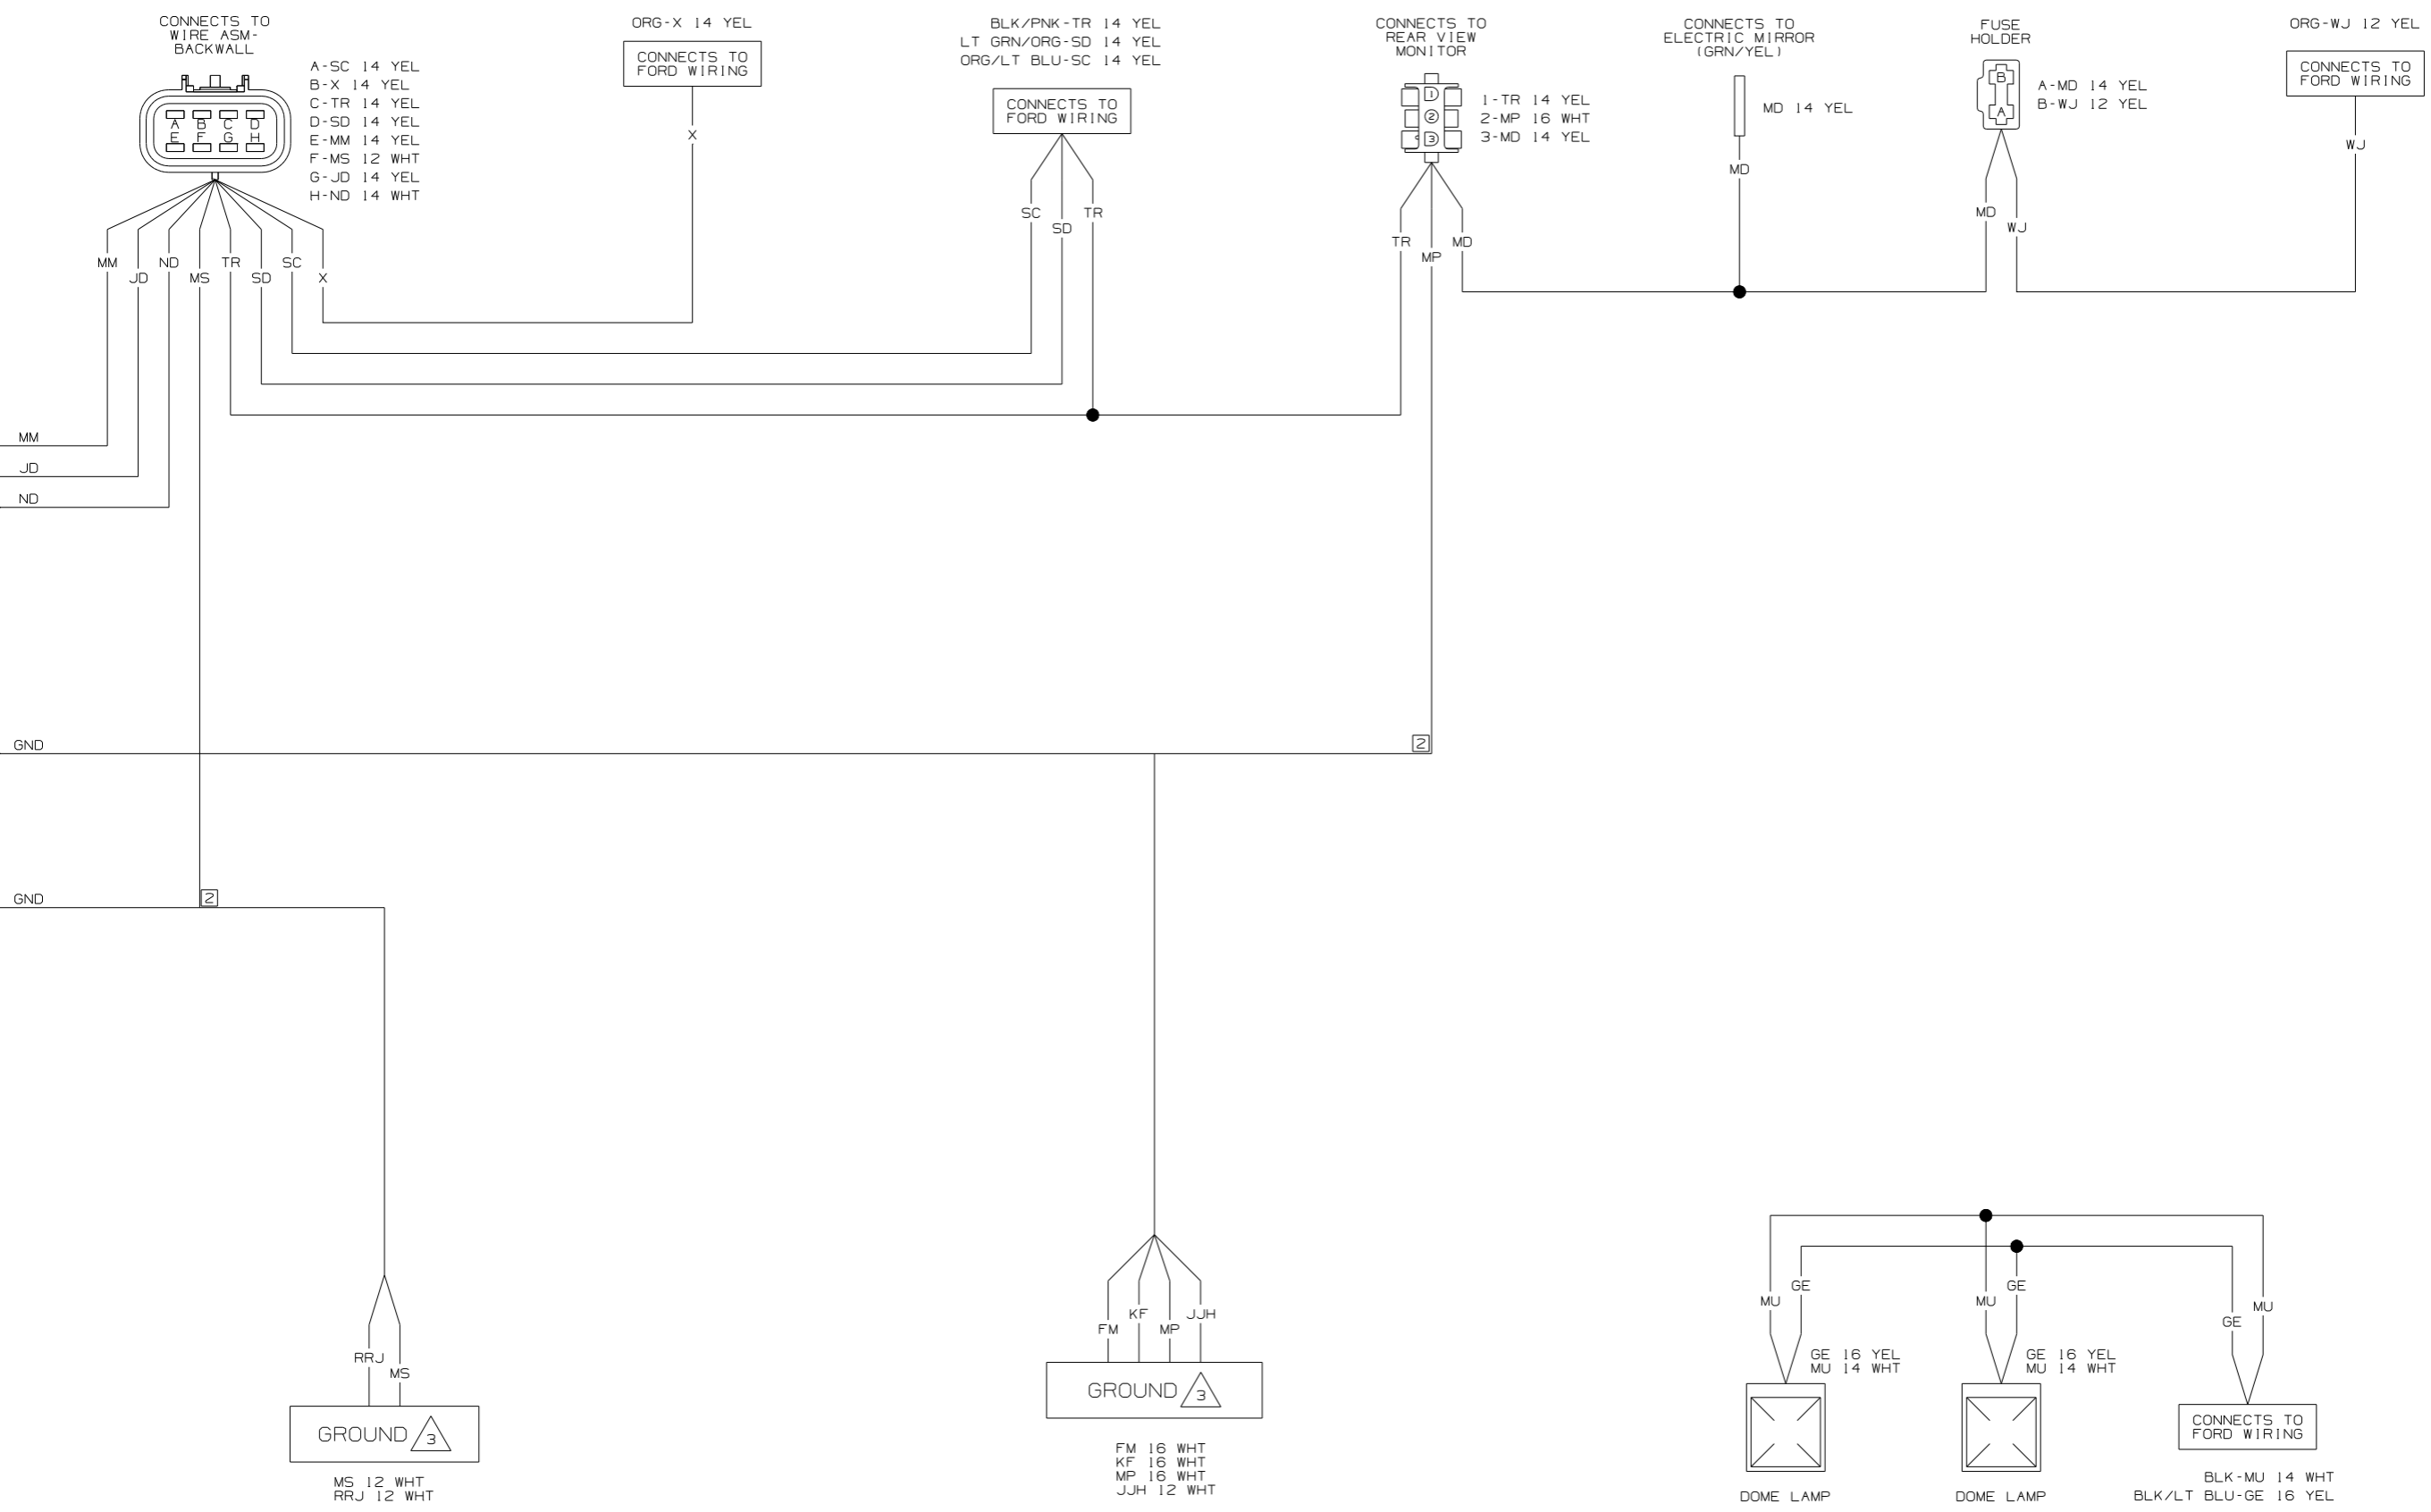 CONNECTS TO
WIRE ASM-
BACKWALL
A-SC 14 YEL
B-X 14 YEL
C-TR 14 YEL
D-SD 14 YEL
E-MM 14 YEL
F-MS 12 WHT
G-JD 14 YEL
H-ND 14 WHT
A B C D
E F G H
MM
JD
ND
MS
TR
SD
SC
X
ORG-X 14 YEL
CONNECTS TO
FORD WIRING
X
BLK/PNK-TR 14 YEL
LT GRN/ORG-SD 14 YEL
ORG/LT BLU-SC 14 YEL
CONNECTS TO
FORD WIRING
SC
SD
TR
CONNECTS TO
REAR VIEW
MONITOR
1
2
3
1-TR 14 YEL
2-MP 16 WHT
3-MD 14 YEL
TR
MP
MD
CONNECTS TO
ELECTRIC MIRROR
(GRN/YEL)
MD 14 YEL
MD
FUSE
HOLDER
B
A
A-MD 14 YEL
B-WJ 12 YEL
MD
WJ
ORG-WJ 12 YEL
CONNECTS TO
FORD WIRING
WJ
MM
JD
ND
GND
2
GND
2
RRJ
MS
GROUND 3
MS 12 WHT
RRJ 12 WHT
FM
KF
MP
JJH
GROUND 3
FM 16 WHT
KF 16 WHT
MP 16 WHT
JJH 12 WHT
MU
GE
GE 16 YEL
MU 14 WHT
DOME LAMP
MU
GE
GE 16 YEL
MU 14 WHT
DOME LAMP
GE
MU
CONNECTS TO
FORD WIRING
BLK-MU 14 WHT
BLK/LT BLU-GE 16 YEL